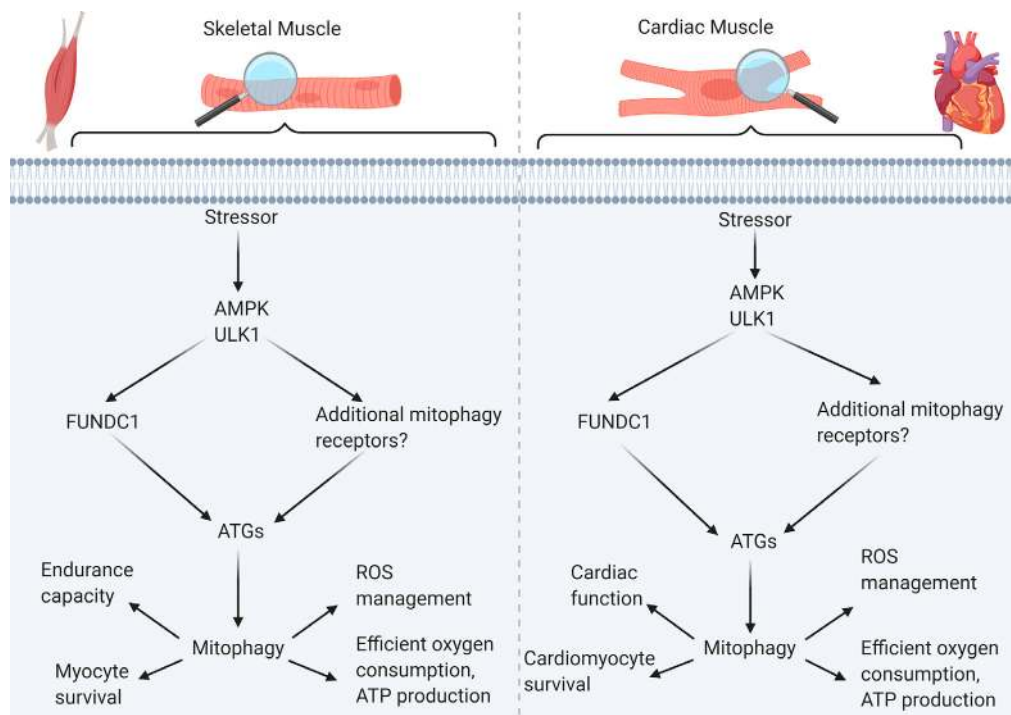 Skeletal Muscle
Stressor
AMPK
ULK1
FUNDC1
Additional mitophagy
receptors?
ATGs
Endurance
capacity
ROS
management
Mitophagy
Myocyte
survival
Efficient oxygen
consumption,
ATP production
Cardiac Muscle
Stressor
AMPK
ULK1
FUNDC1
Additional mitophagy
receptors?
ATGs
Cardiac
function
ROS
management
Mitophagy
Cardiomyocyte
survival
Efficient oxygen
consumption,
ATP production